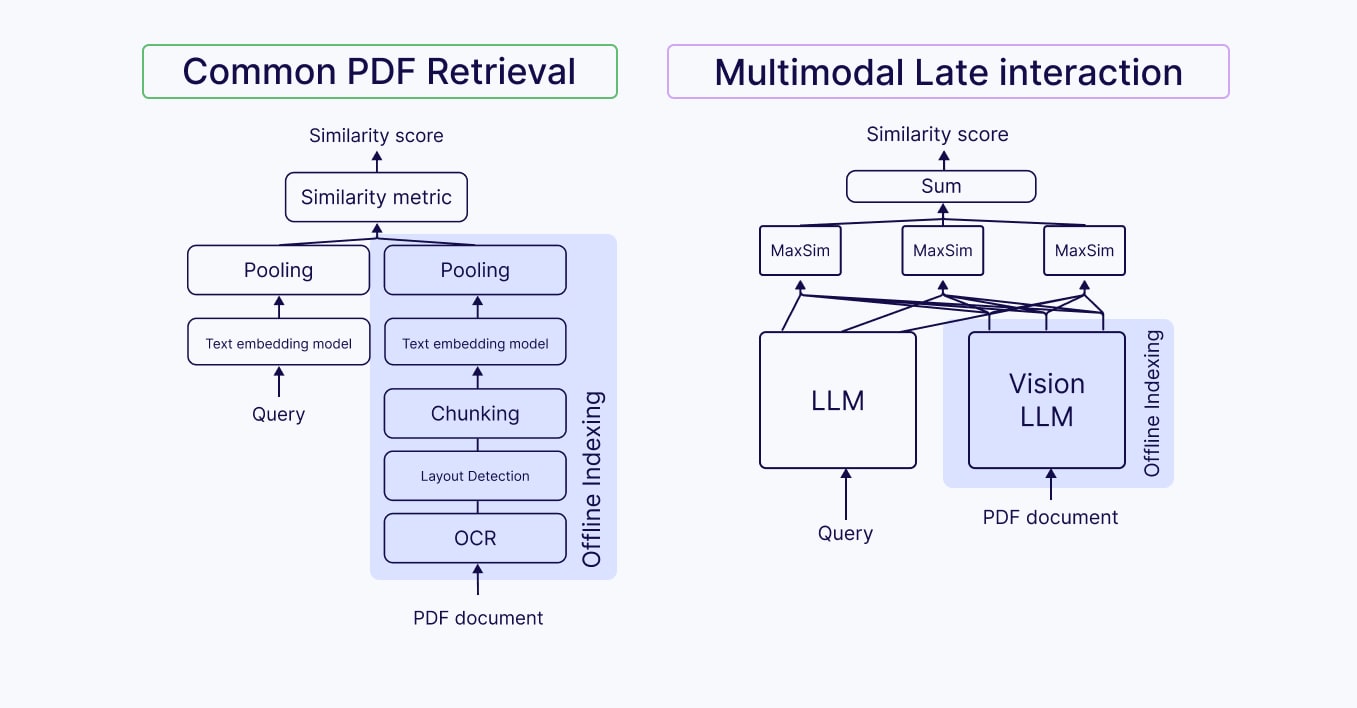 Common PDF Retrieval
Similarity score
Similarity metric
Pooling
Pooling
Text embedding model
Text embedding model
Query
Chunking
Layout Detection
OCR
Offline Indexing
PDF document
Multimodal Late interaction
Similarity score
Sum
MaxSim
MaxSim
MaxSim
LLM
Vision
LLM
Offline Indexing
Query
PDF document